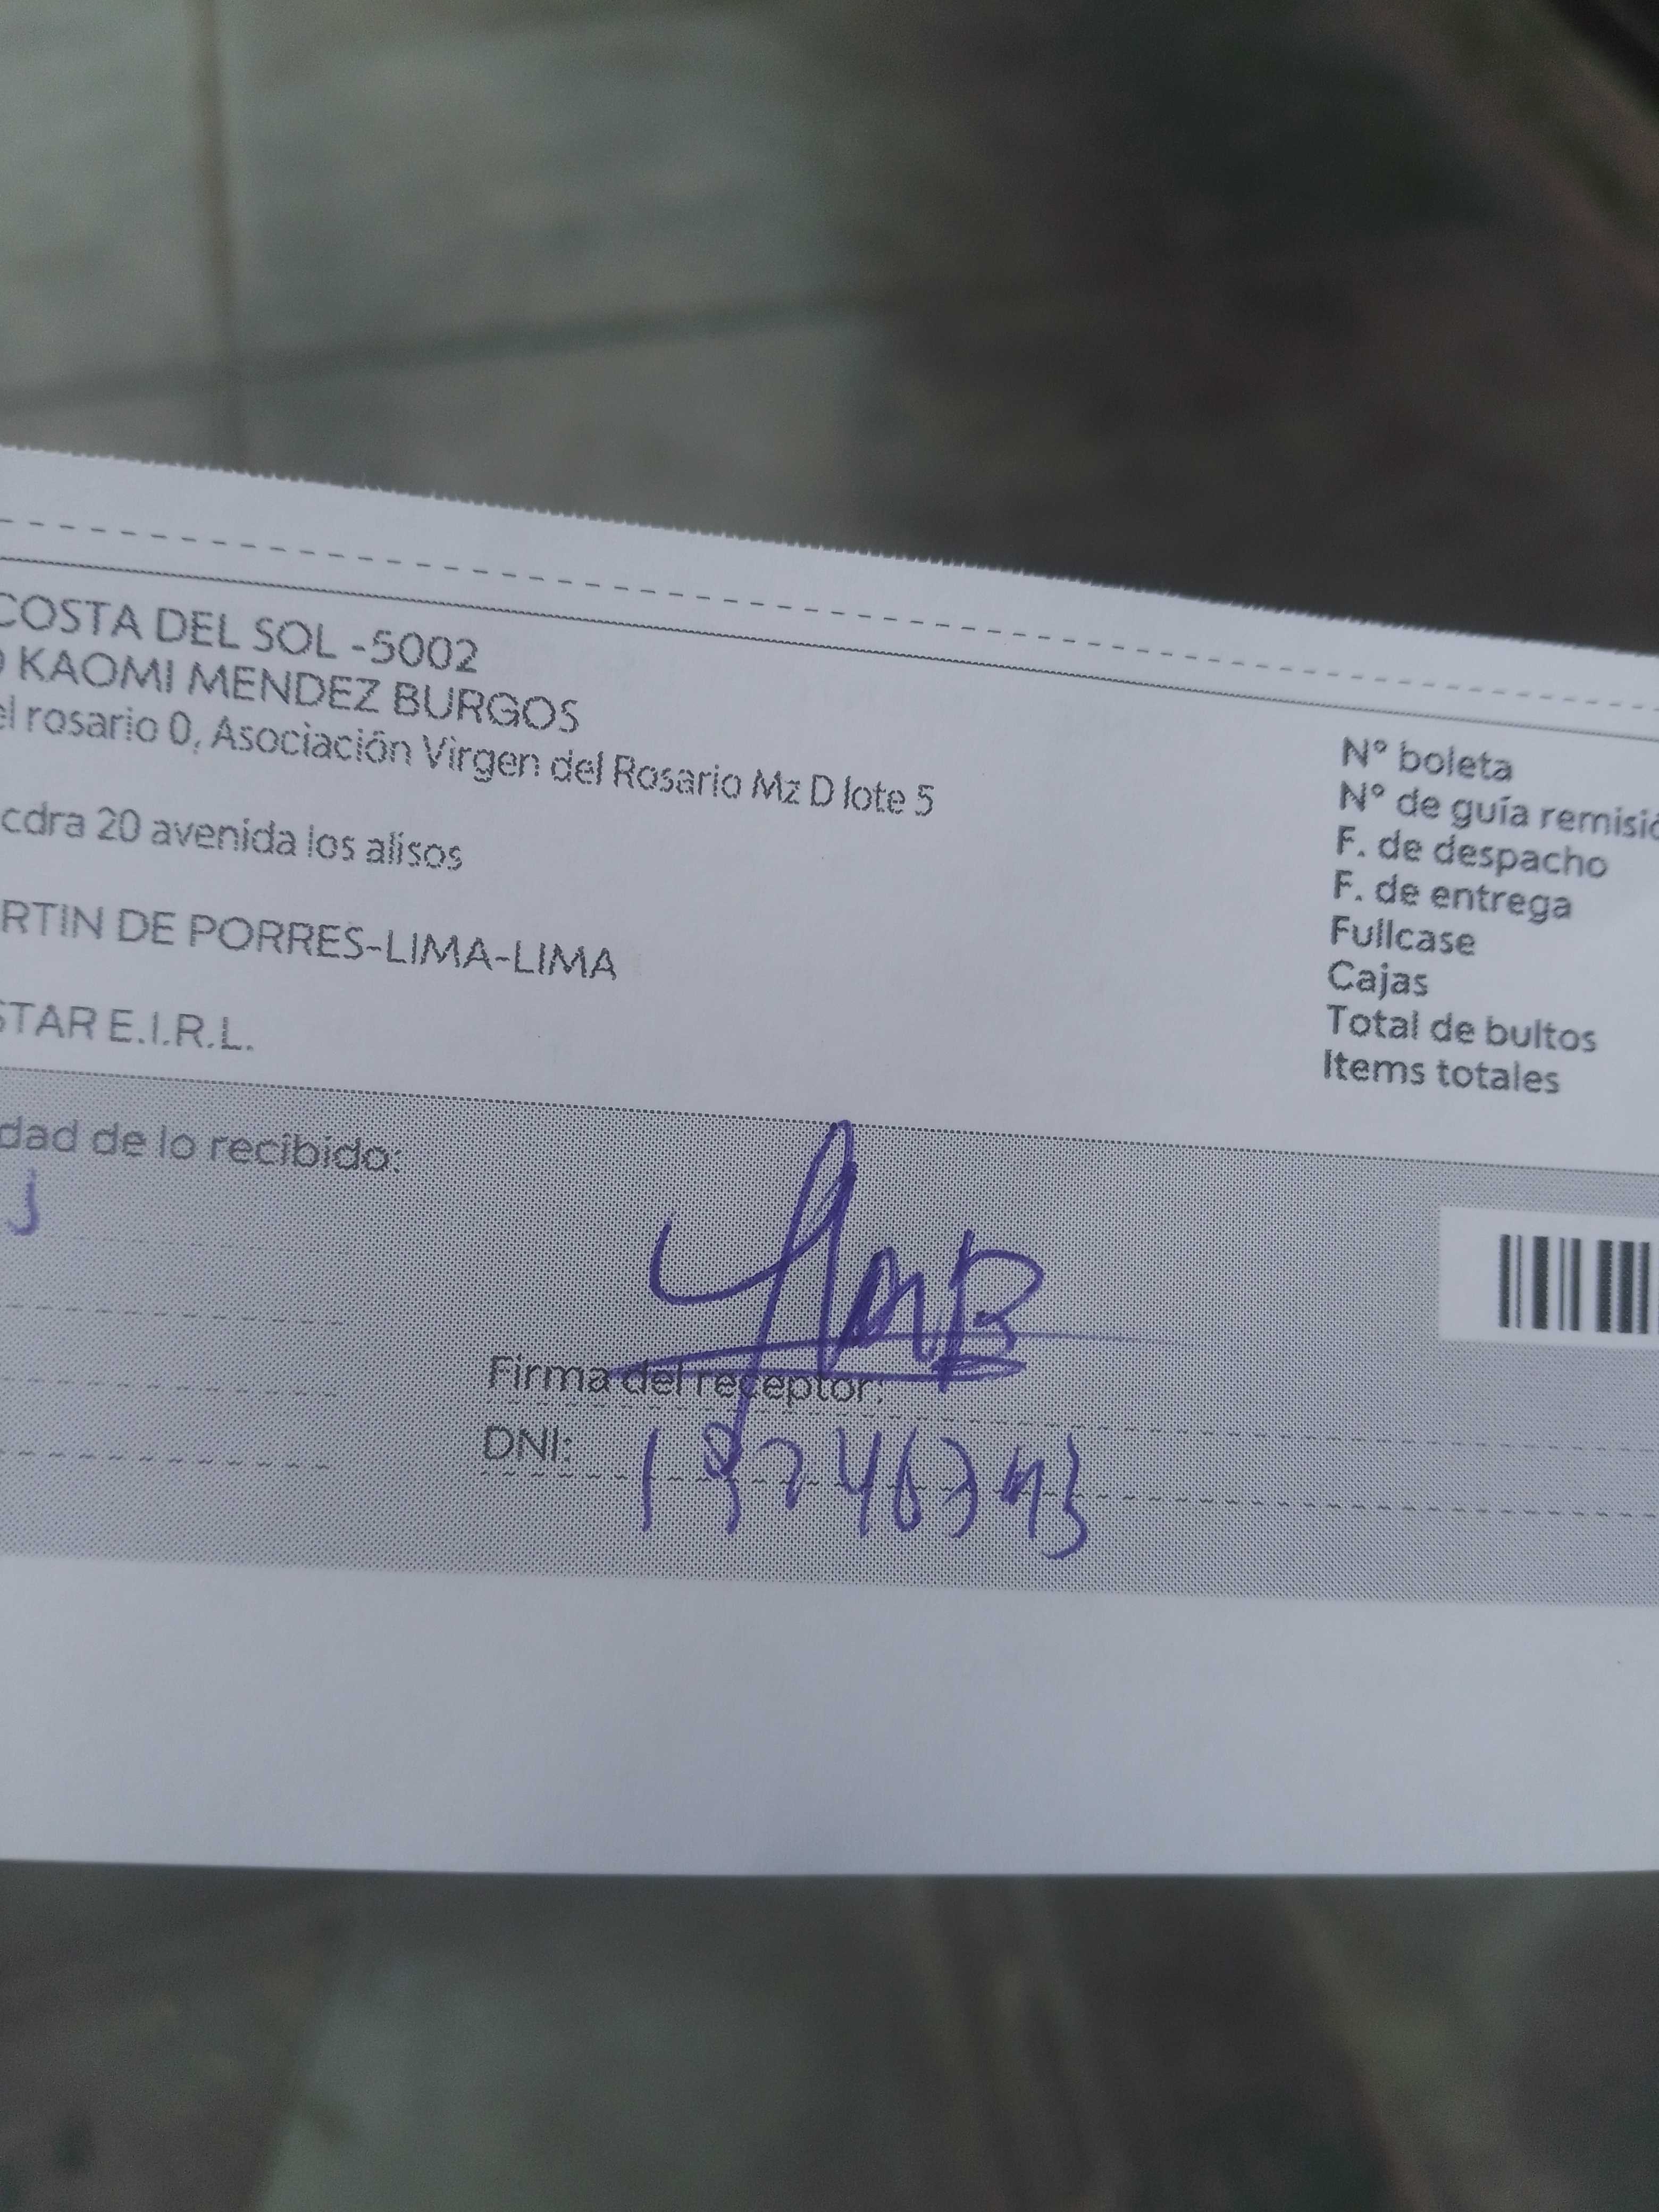 COSTA DEL SOL -5002
KAOMI MENDEZ BURGOS
el rosario 0, Asociación Virgen del Rosario Mz D lote 5
cdra 20 avenida los alisos
RTIN DE PORRES-LIMA-LIMA
STAR E.I.R.L.
N° boleta
N° de guía remisió
F. de despacho
F. de entrega
Fullcase
Cajas
Total de bultos
Items totales
dad de lo recibido:
Firma del receptor:
DNI: